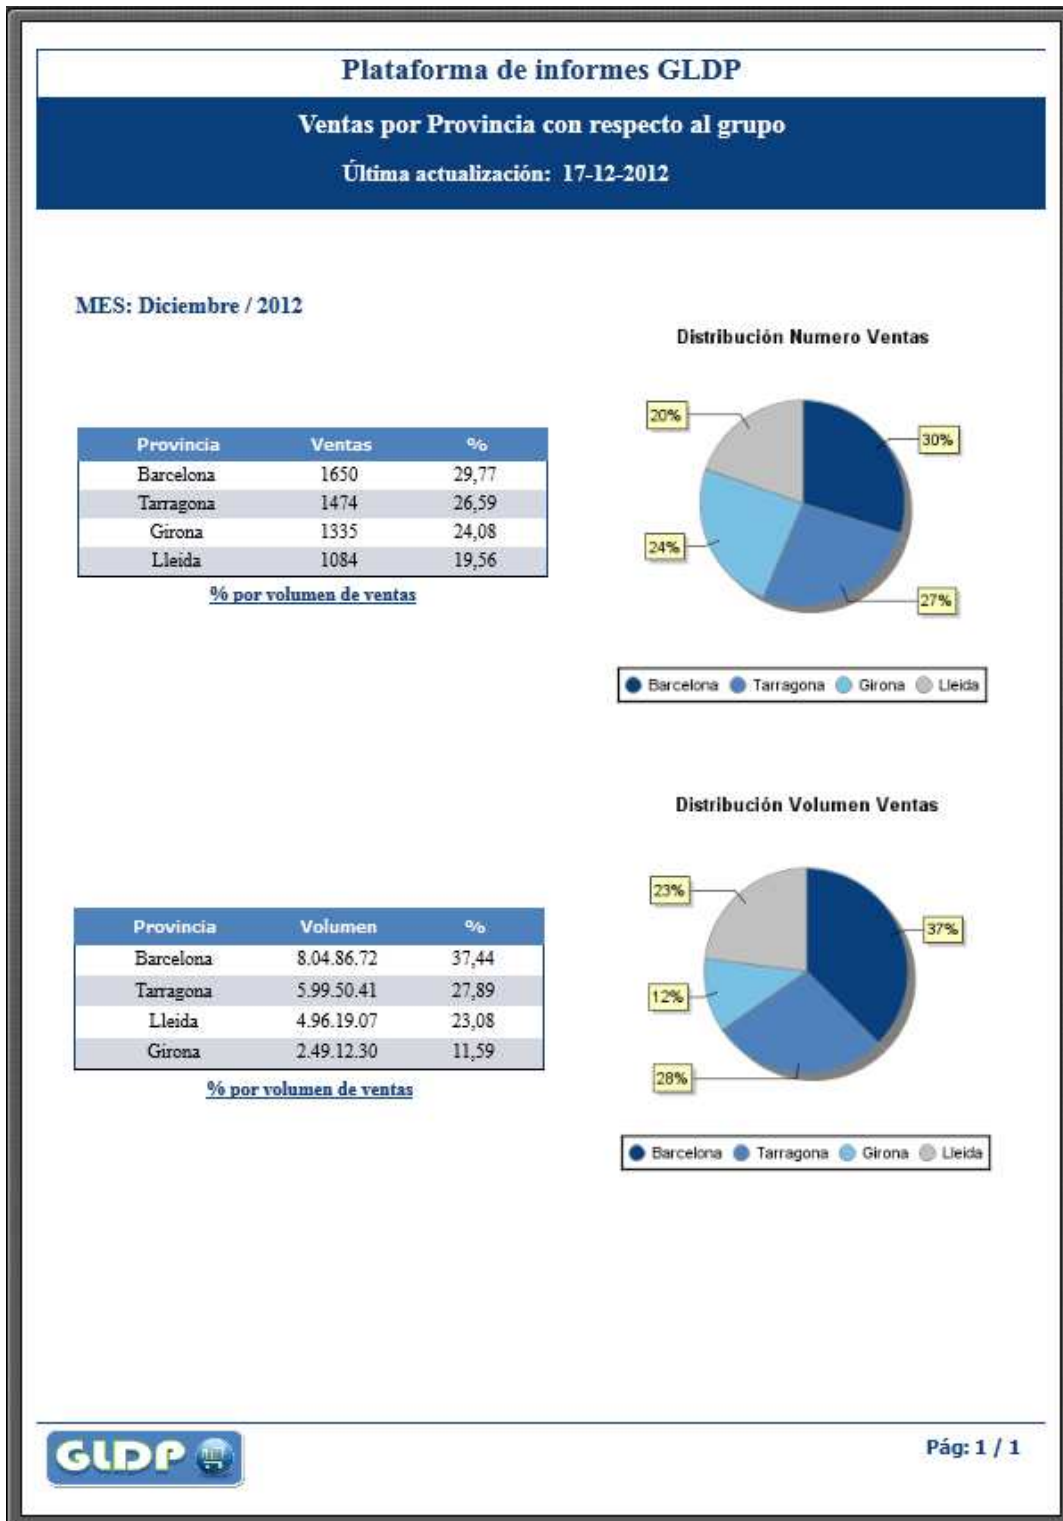 Plataforma de informes GLDP
Ventas por Provincia con respecto al grupo
Última actualización: 17-12-2012
MES: Diciembre / 2012
Distribución Numero Ventas
Provincia Ventas %
Barcelona 1650 29,77
Tarragona 1474 26,59
Girona 1335 24,08
Lleida 1084 19,56
% por volumen de ventas
20%
30%
24%
27%
Barcelona Tarragona Girona Lleida
Distribución Volumen Ventas
Provincia Volumen %
Barcelona 8.04.86.72 37,44
Tarragona 5.99.50.41 27,89
Lleida 4.96.19.07 23,08
Girona 2.49.12.30 11,59
% por volumen de ventas
23%
37%
12%
28%
Barcelona Tarragona Girona Lleida
GLDP
Pág: 1 / 1